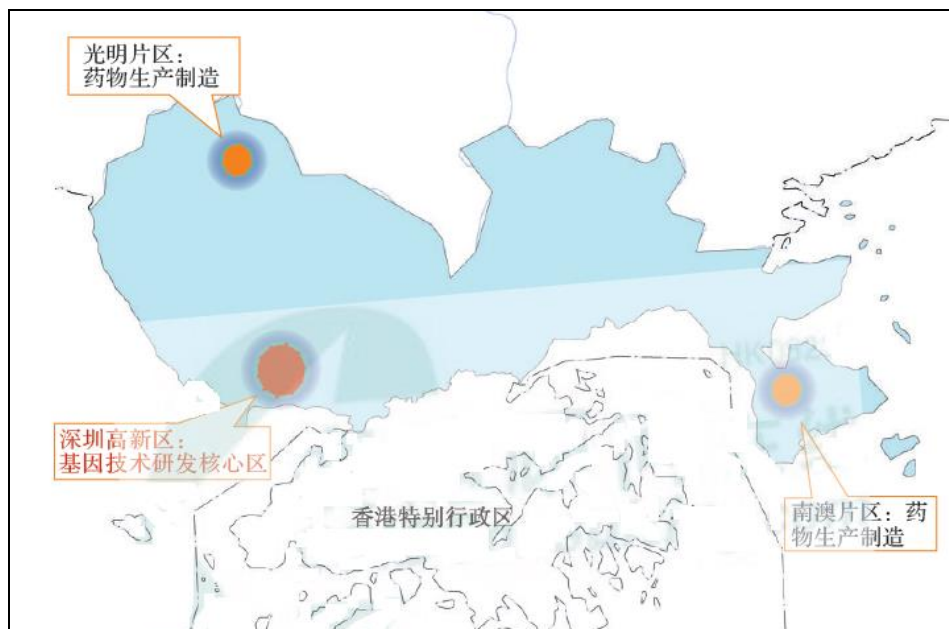 光明片区：
药物生产制造
深圳高新区：
基因技术研发核心区
香港特别行政区
南澳片区：药
物生产制造